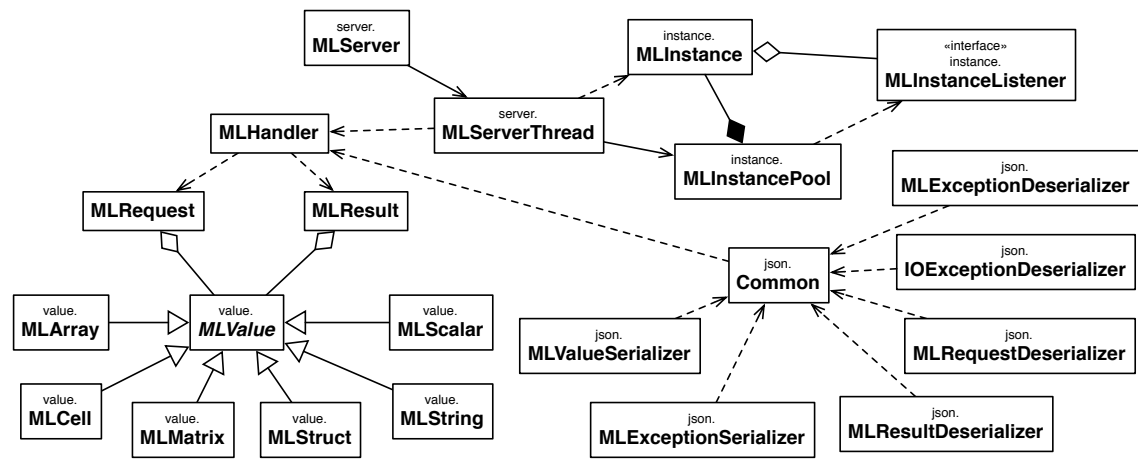 server.
MLServer
instance.
MLInstance
«interface»
instance.
MLInstanceListener
server.
MLServerThread
MLHandler
instance.
MLInstancePool
json.
MLExceptionDeserializer
MLRequest
MLResult
json.
IOExceptionDeserializer
json.
Common
value.
MLArray
value.
MLValue
value.
MLScalar
json.
MLValueSerializer
json.
MLRequestDeserializer
value.
MLCell
value.
MLMatrix
value.
MLStruct
value.
MLString
json.
MLExceptionSerializer
json.
MLResultDeserializer